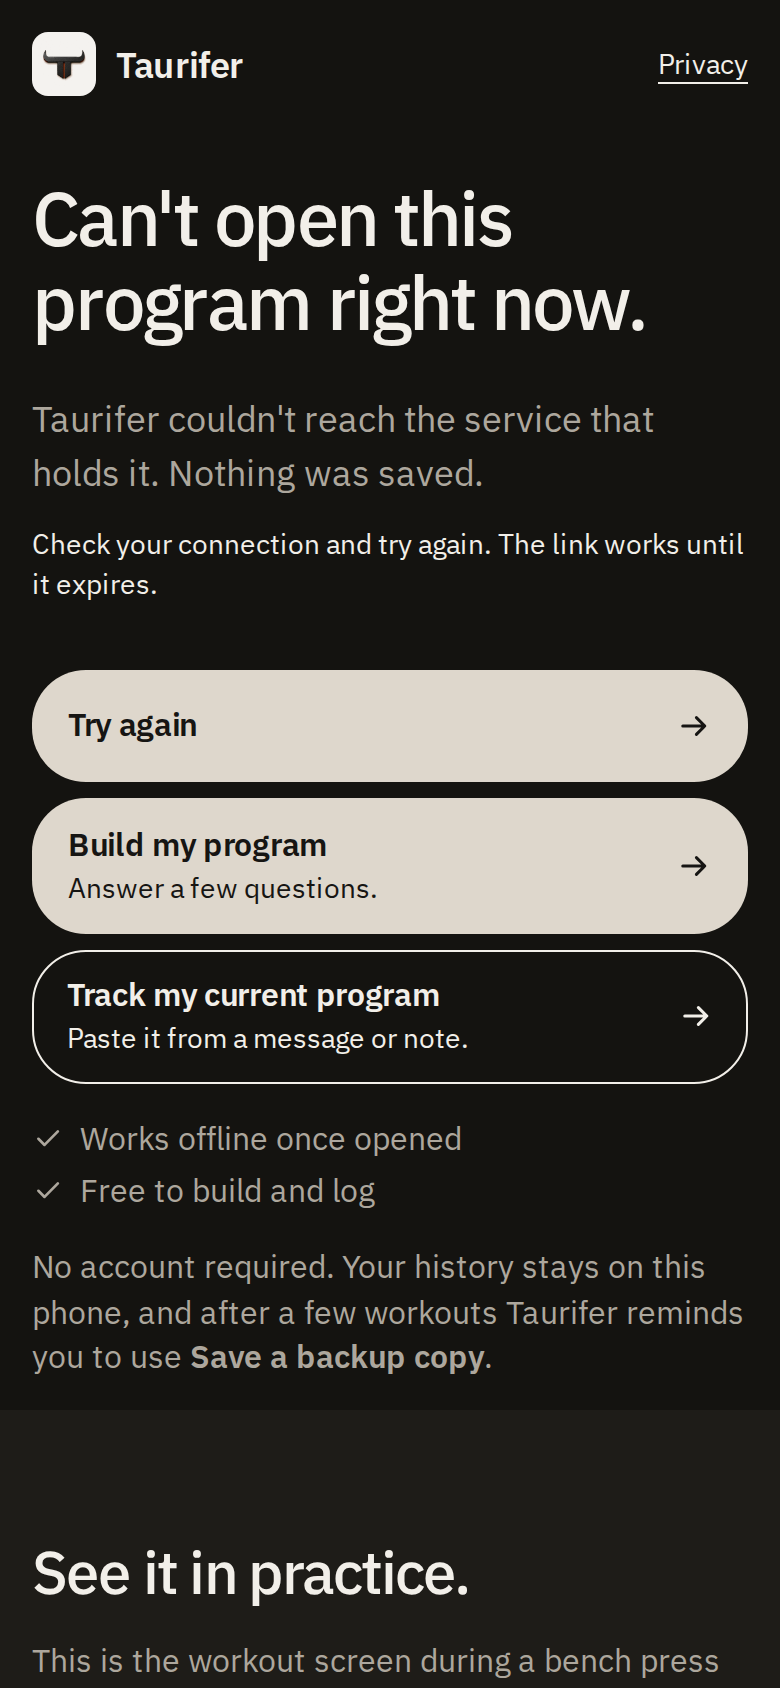 Taurifer
Privacy
Can't open this
program right now.
Taurifer couldn't reach the service that
holds it. Nothing was saved.
Check your connection and try again. The link works until
it expires.
Try again
Build my program
Answer a few questions.
Track my current program
Paste it from a message or note.
Works offline once opened
Free to build and log
No account required. Your history stays on this
phone, and after a few workouts Taurifer reminds
you to use Save a backup copy.
See it in practice.
This is the workout screen during a bench press